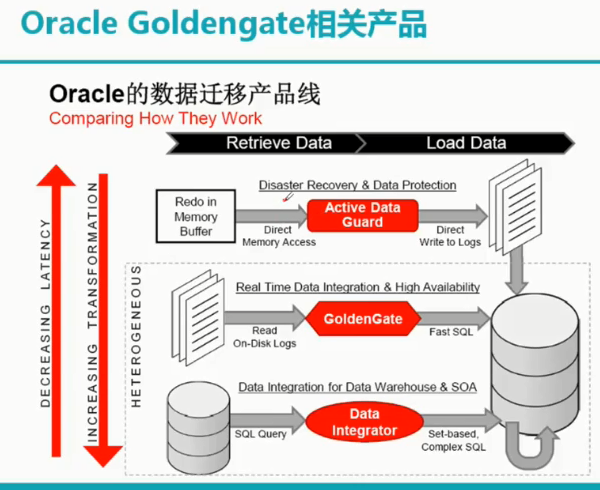 Oracle Goldengate相关产品
Oracle的数据迁移产品线
Comparing How They Work
Retrieve Data
Load Data
DECREASING LATENCY
INCREASING TRANSFORMATION
HETEROGENEOUS
Disaster Recovery & Data Protection
Redo in
Memory
Buffer
Direct
Memory Access
Active Data
Guard
Direct
Write to Logs
Real Time Data Integration & High Availability
Read
On-Disk Logs
GoldenGate
Fast SQL
Data Integration for Data Warehouse & SOA
SQL Query
Data
Integrator
Set-based,
Complex SQL